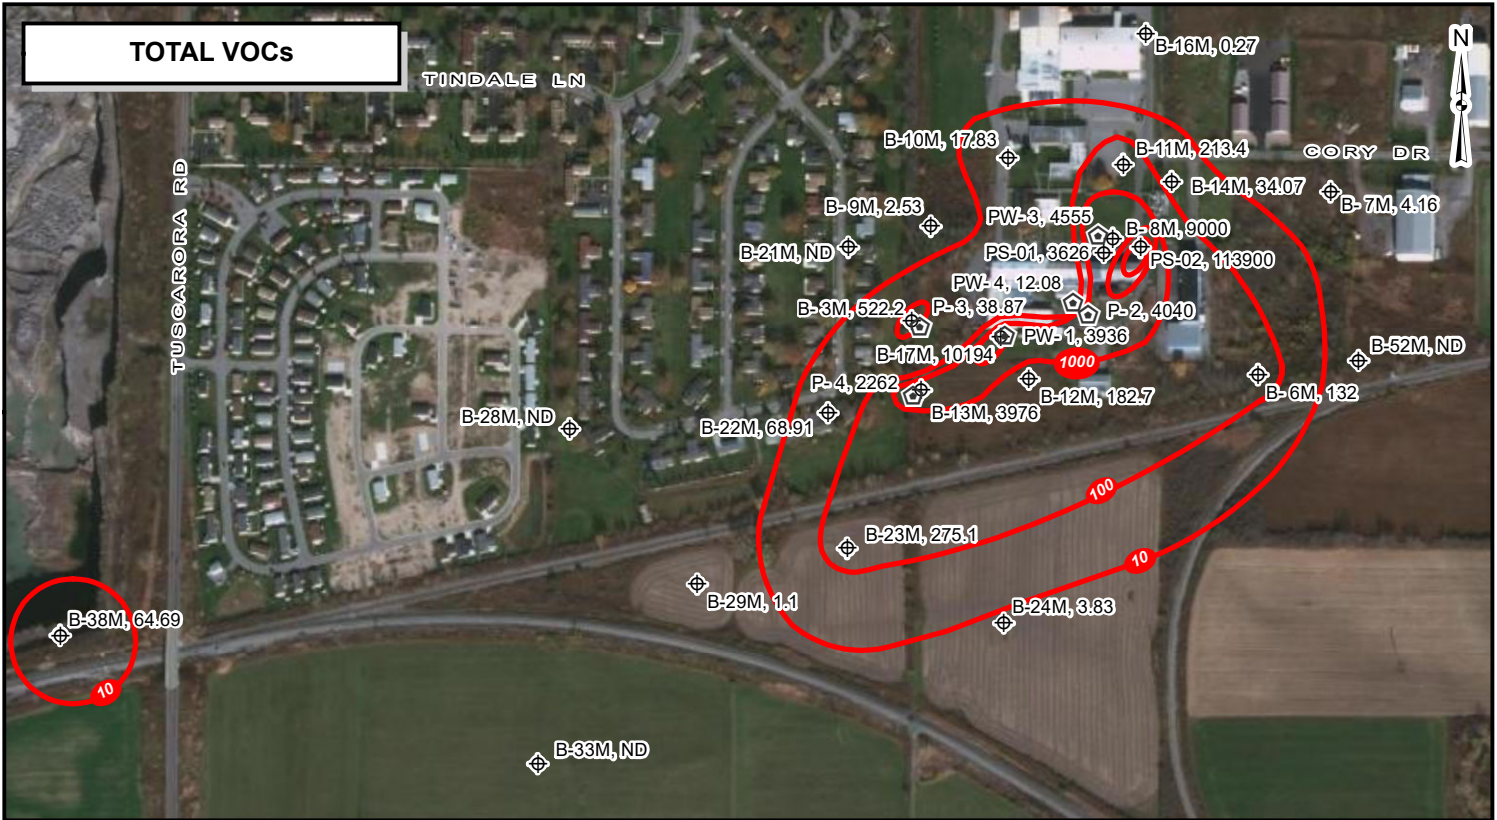 TOTAL VOCs
N
B-16M, 0.27
TINDALE LN
B-10M, 17.83
B-11M, 213.4
CORY DR
TUSCARORA RD
B-14M, 34.07
B- 7M, 4.16
B- 9M, 2.53
PW- 3, 4555
B- 8M, 9000
B-21M, ND
PS-01, 3626
PS-02, 113900
PW- 4, 12.08
B- 3M, 522.2
P- 3, 38.87
P- 2, 4040
PW- 1, 3936
B-17M, 10194
B-52M, ND
1000
P- 4, 2262
B-12M, 182.7
B- 6M, 132
B-13M, 3976
B-28M, ND
B-22M, 68.91
100
B-23M, 275.1
10
B-29M, 1.1
B-24M, 3.83
B-38M, 64.69
10
B-33M, ND